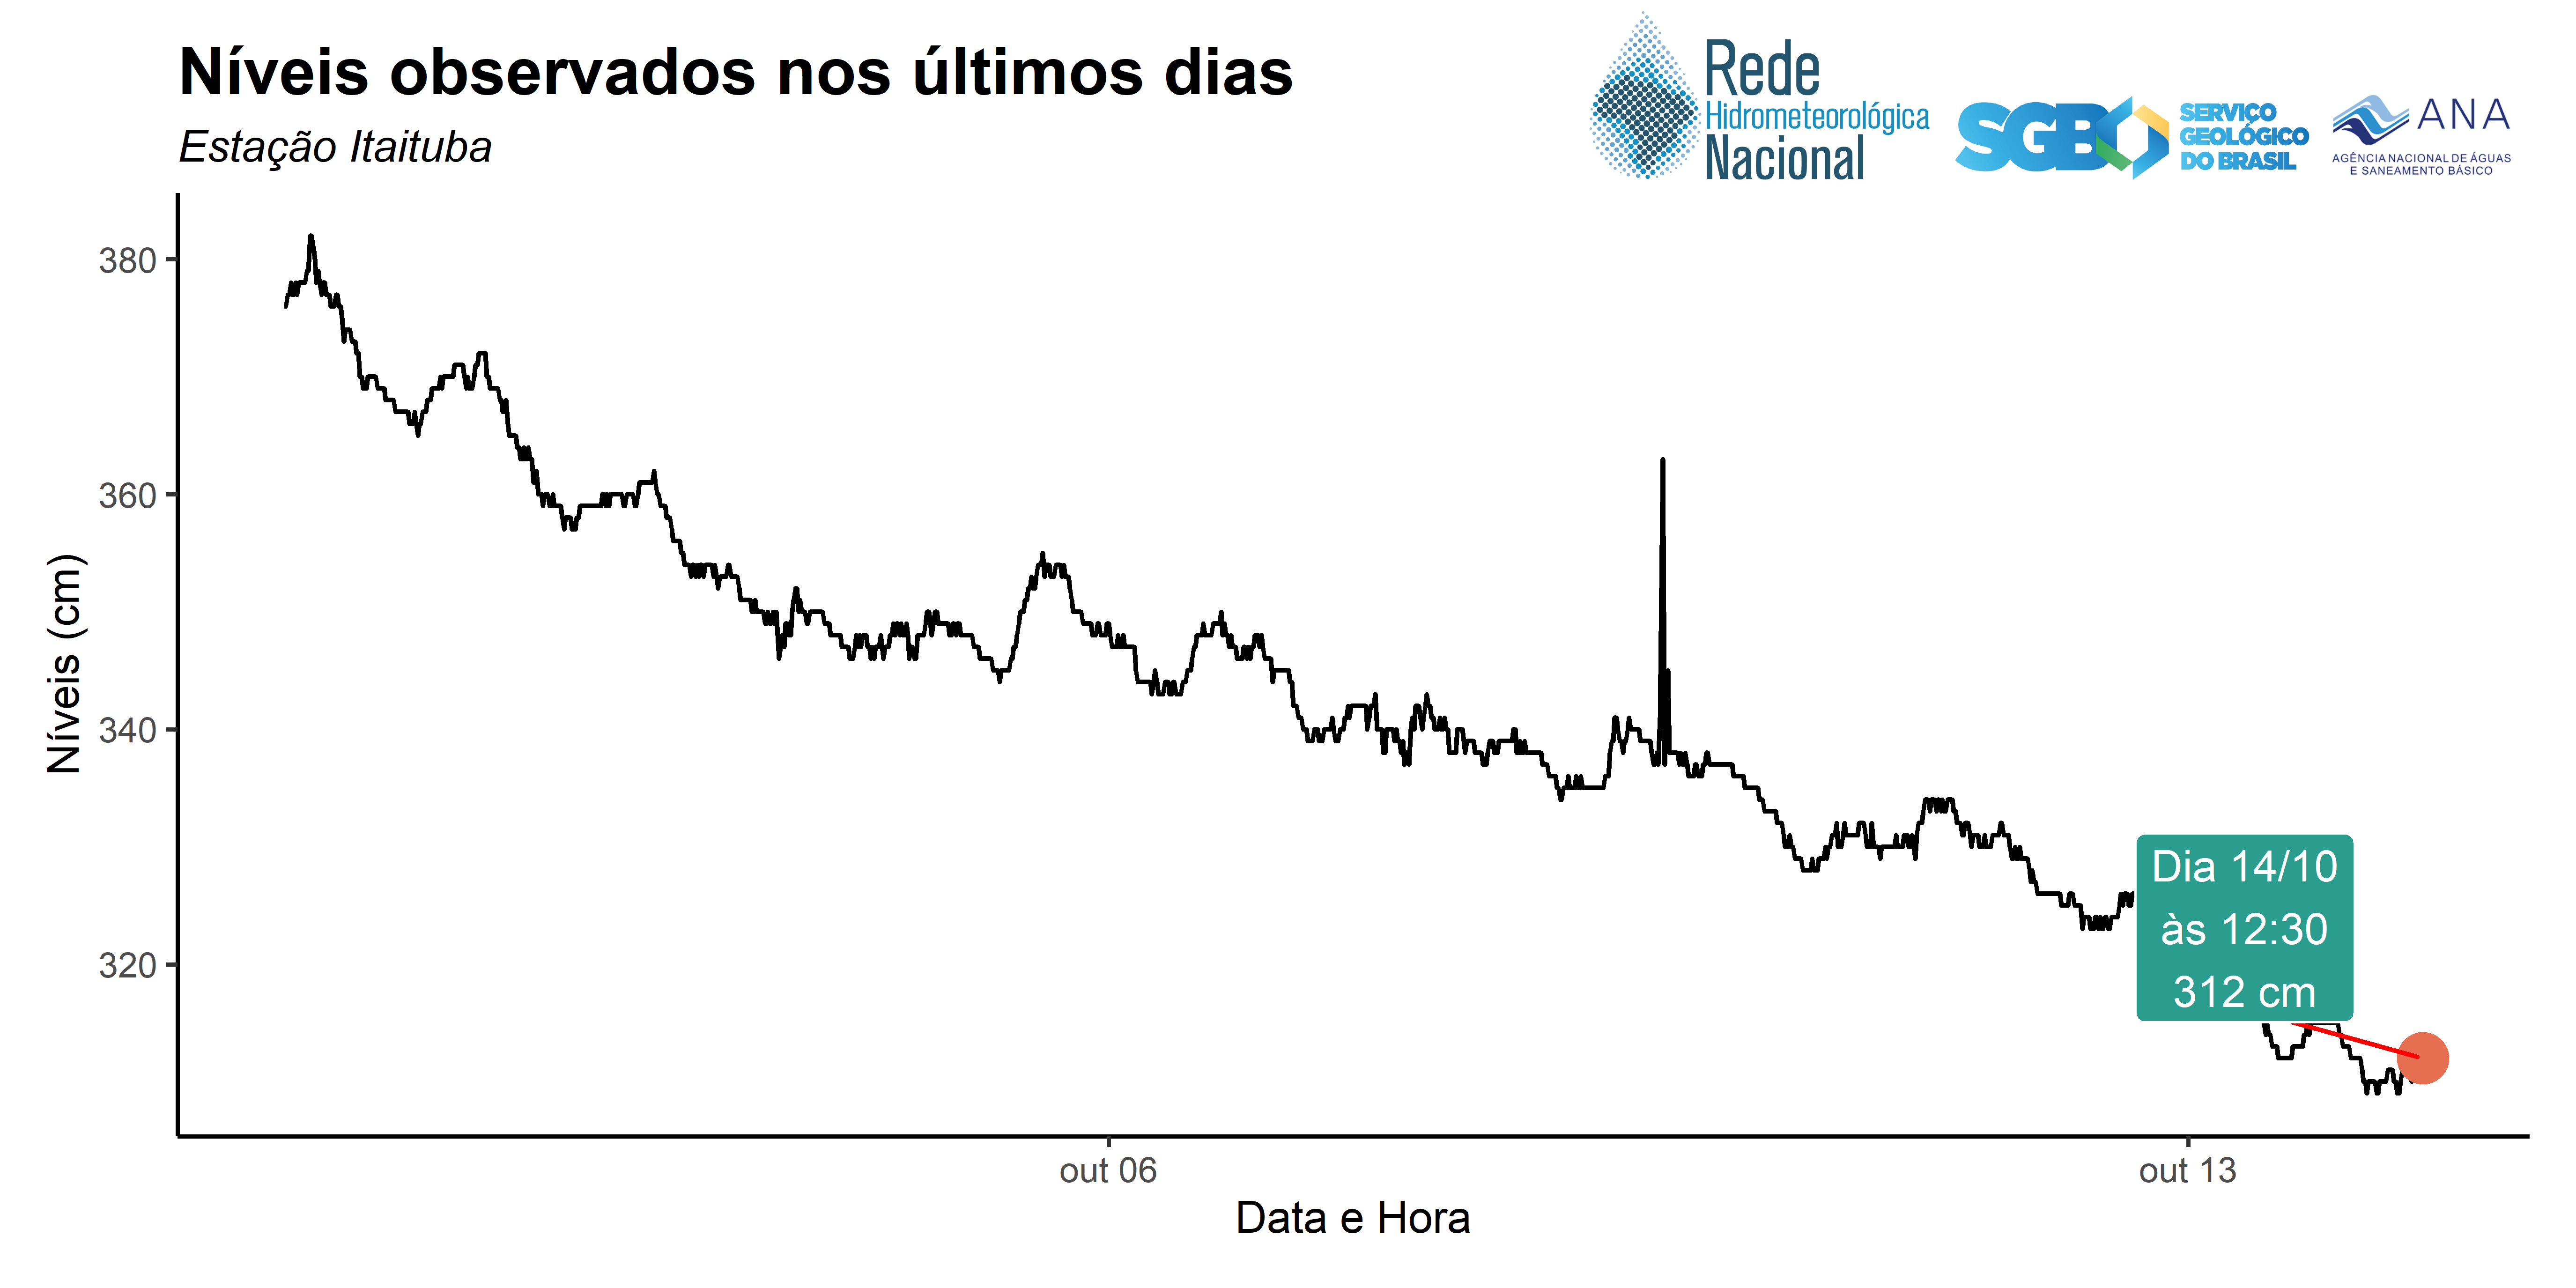 Níveis observados nos últimos dias
Estação Itaituba
Rede
Hidrometeorológica
Nacional
SGB
SERVIÇO
GEOLÓGICO
DO BRASIL
ANA
AGÊNCIA NACIONAL DE ÁGUAS
E SANEAMENTO BÁSICO
Níveis (cm)
380
360
340
320
Dia 14/10
às 12:30
312 cm
out 06
out 13
Data e Hora